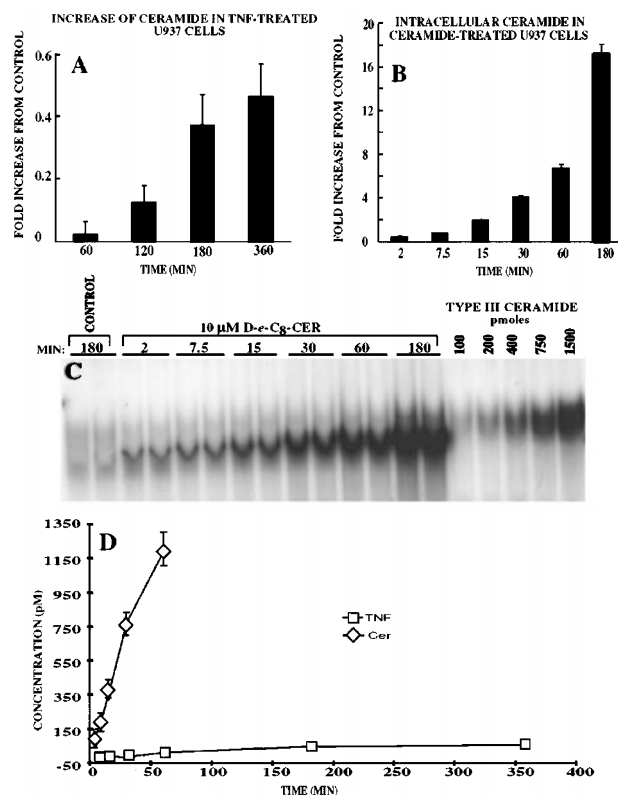 INCREASE OF CERAMIDE IN TNF-TREATED
U937 CELLS
A
FOLD INCREASE FROM CONTROL
0.6
0.4
0.2
0
60 120 180 360
TIME (MIN)
INTRACELLULAR CERAMIDE IN
CERAMIDE-TREATED U937 CELLS
B
FOLD INCREASE FROM CONTROL
20
16
12
8
4
0
2 7.5 15 30 60 180
TIME (MIN)
CONTROL
10 µM D-e-C8-CER
TYPE III CERAMIDE
pmoles
MIN: 180 2 7.5 15 30 60 180
100 200 400 750 1500
C
D
CONCENTRATION (pM)
1350
1150
950
750
550
350
150
-50
TNF
Cer
0 50 100 150 200 250 300 350 400
TIME (MIN)